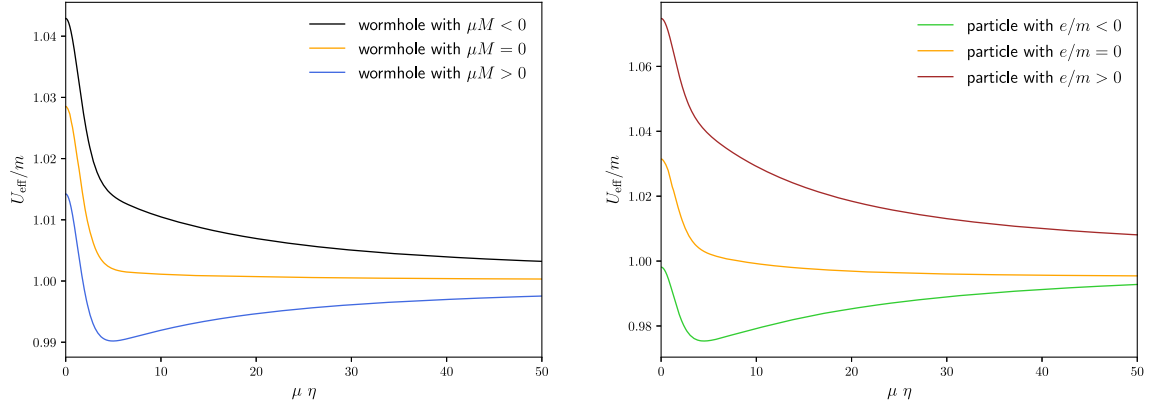 wormhole with μM < 0
wormhole with μM = 0
wormhole with μM > 0
U_eff/m
1.04
1.03
1.02
1.01
1.00
0.99
0 10 20 30 40 50
μ η
particle with e/m < 0
particle with e/m = 0
particle with e/m > 0
U_eff/m
1.06
1.04
1.02
1.00
0.98
0 10 20 30 40 50
μ η